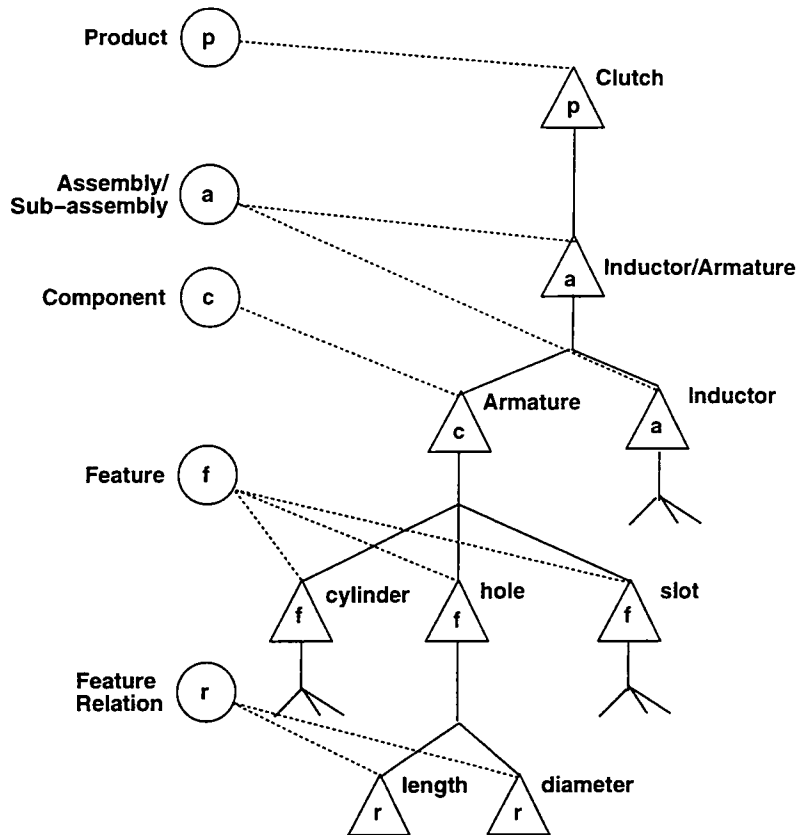 Product
p
Clutch
p
Assembly/
Sub-assembly
a
Inductor/Armature
a
Component
c
Armature
c
Inductor
a
Feature
f
cylinder
f
hole
f
slot
f
Feature
Relation
r
length
r
diameter
r